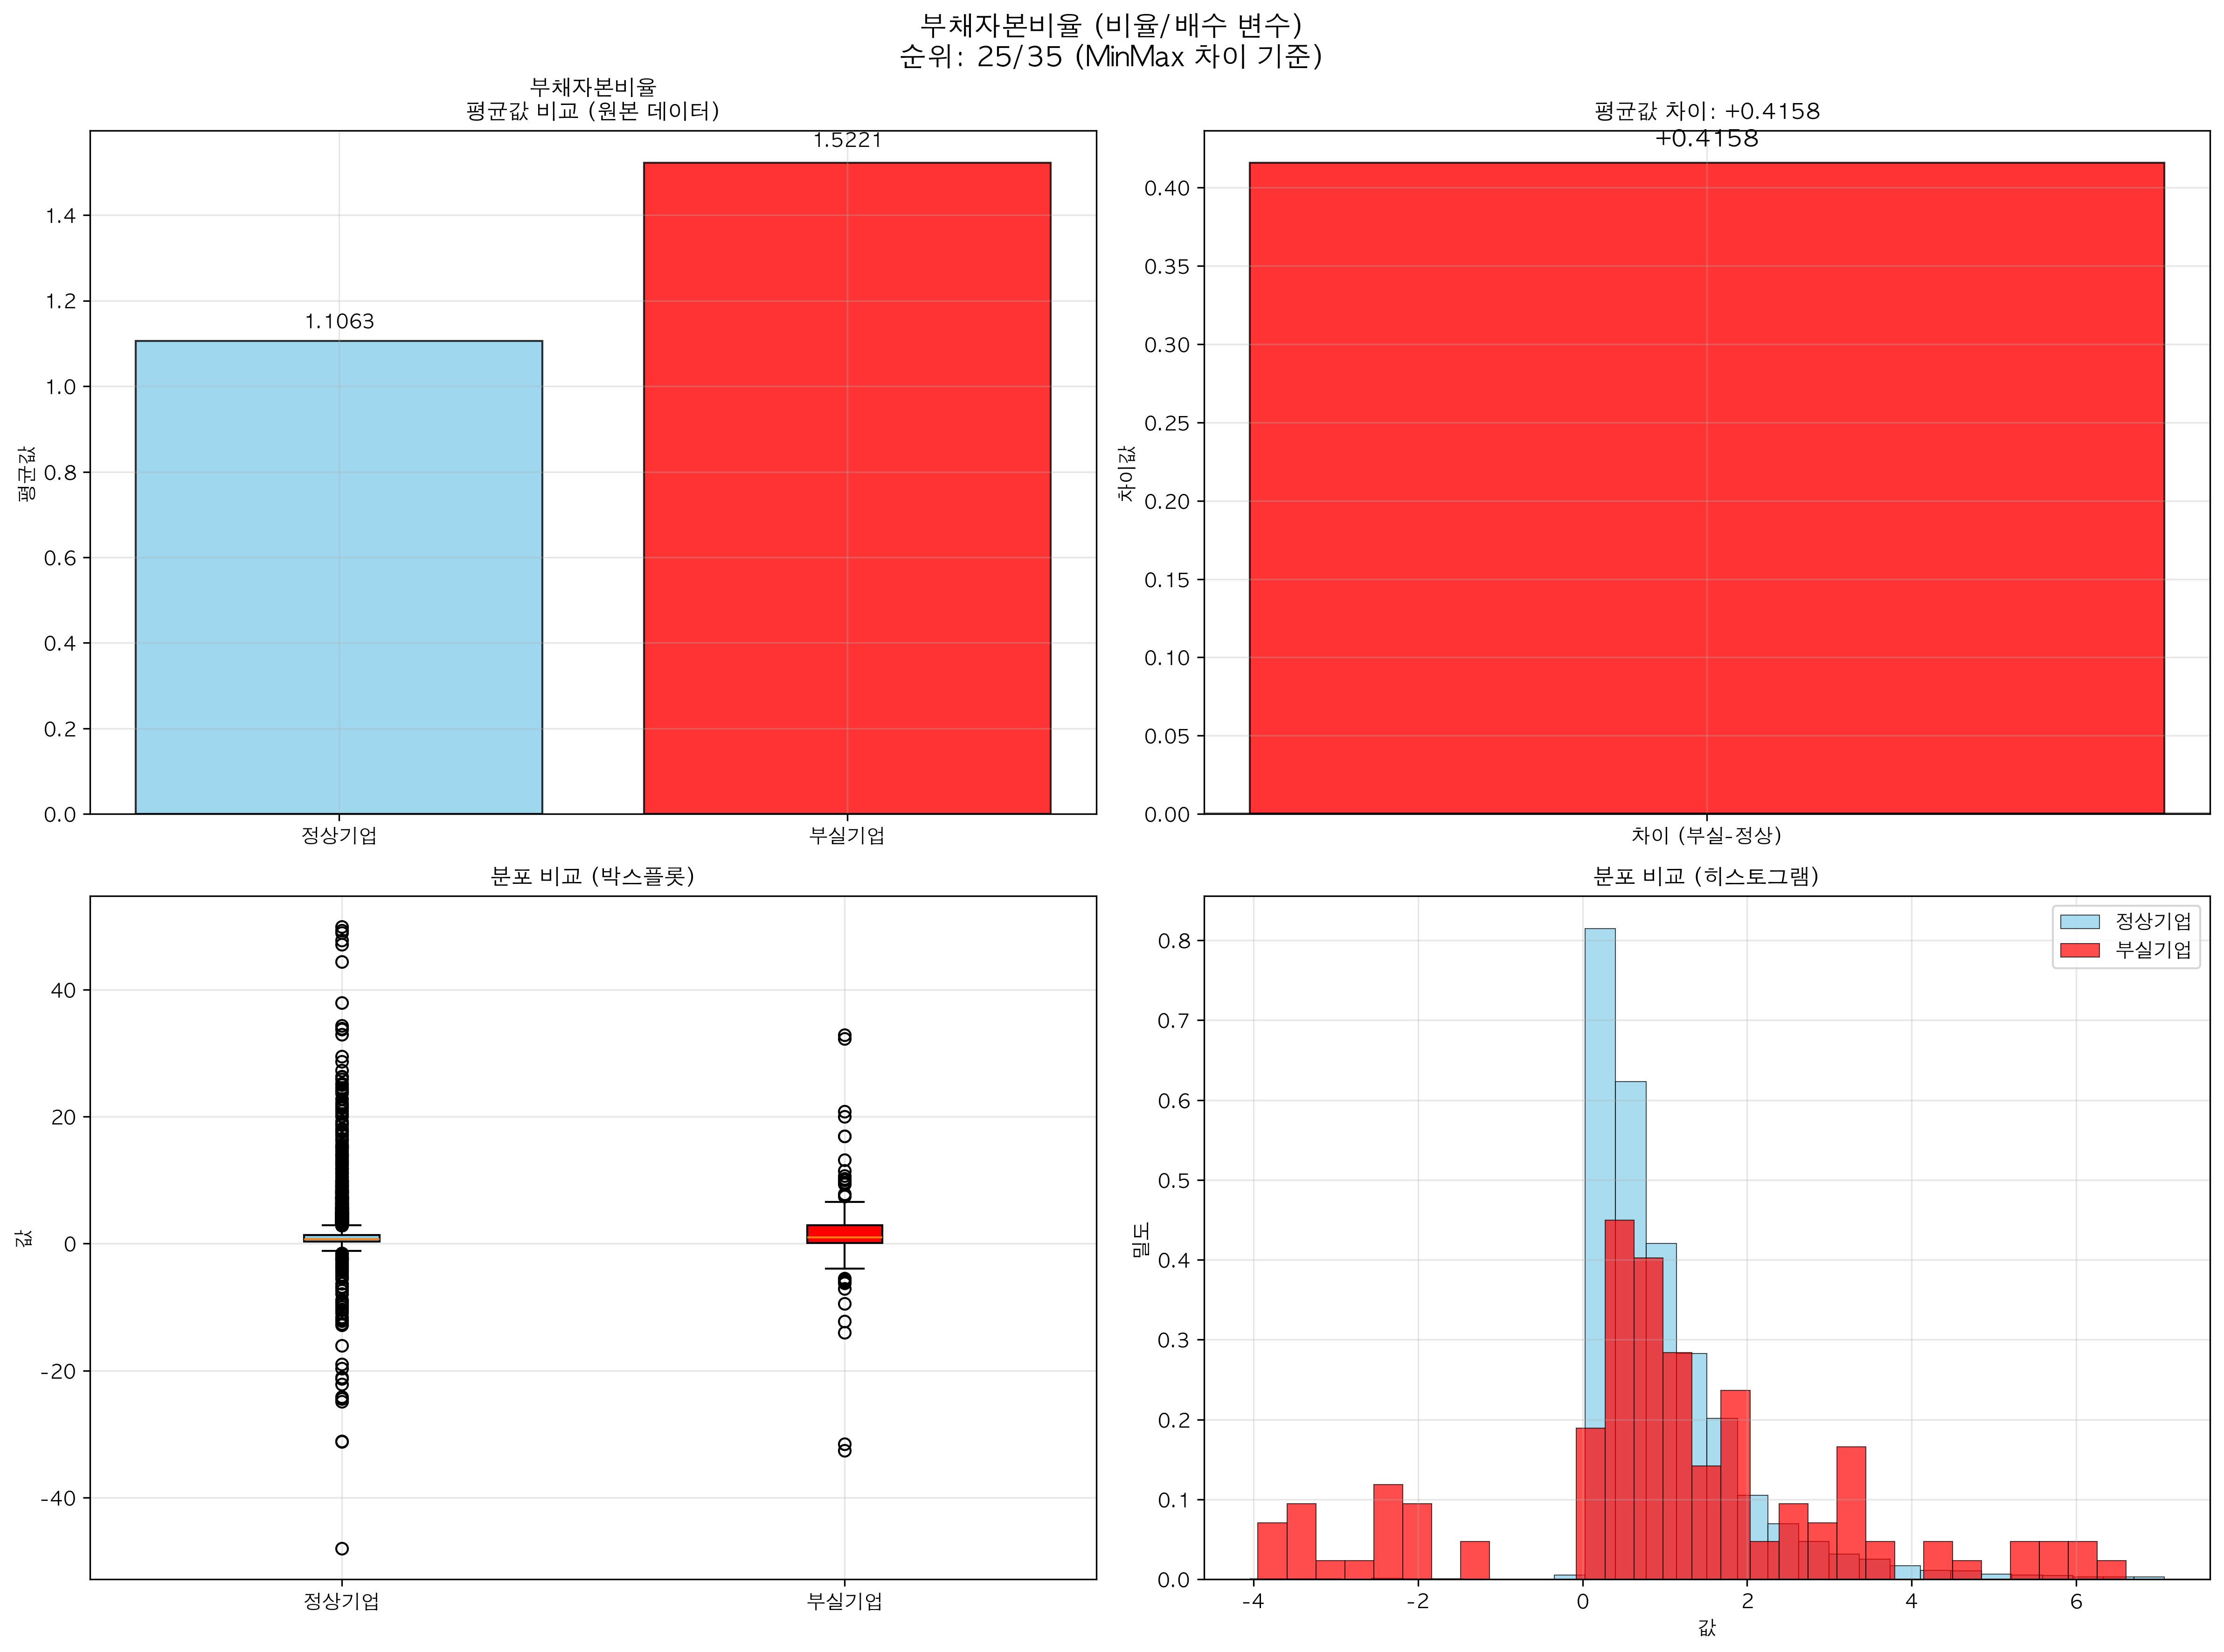 부채자본비율 (비율/배수 변수)
순위: 25/35 (MinMax 차이 기준)
부채자본비율
평균값 비교 (원본 데이터)
1.5221
1.1063
1.4
1.2
1.0
0.8
0.6
0.4
0.2
0.0
평균값
정상기업
부실기업
평균값 차이: +0.4158
+0.4158
0.40
0.35
0.30
0.25
0.20
0.15
0.10
0.05
0.00
차이값
차이 (부실-정상)
분포 비교 (박스플롯)
40
20
0
-20
-40
값
정상기업
부실기업
분포 비교 (히스토그램)
정상기업
부실기업
0.8
0.7
0.6
0.5
0.4
0.3
0.2
0.1
0.0
밀도
-4
-2
0
2
4
6
값